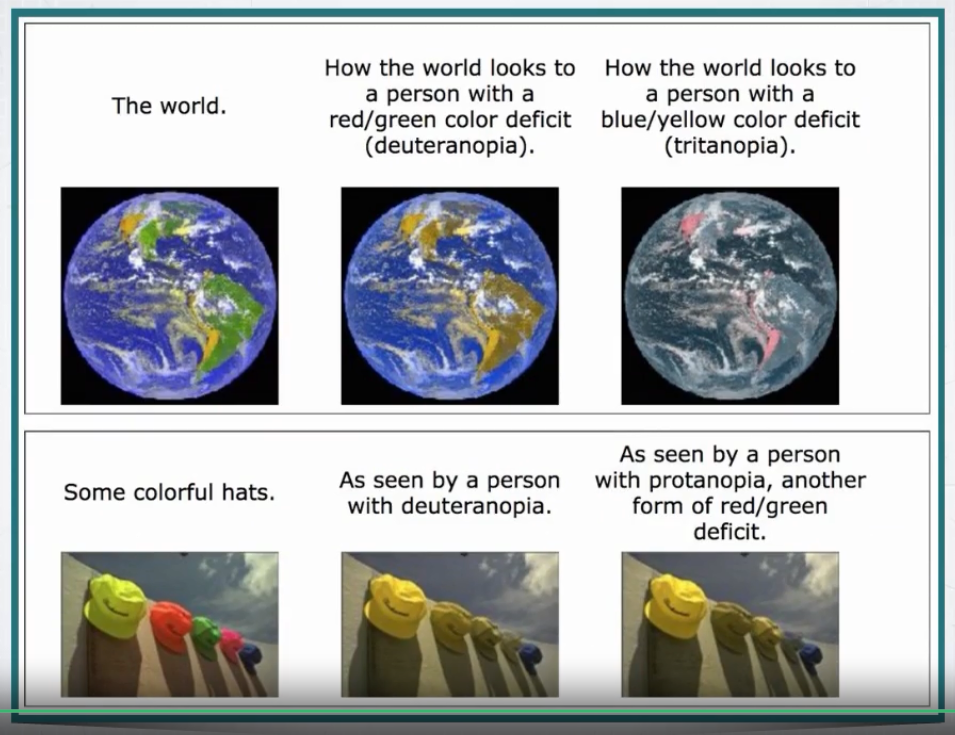 The world.
How the world looks to
a person with a
red/green color deficit
(deuteranopia).
How the world looks to
a person with a
blue/yellow color deficit
(tritanopia).
Some colorful hats.
As seen by a person
with deuteranopia.
As seen by a person
with protanopia, another
form of red/green
deficit.